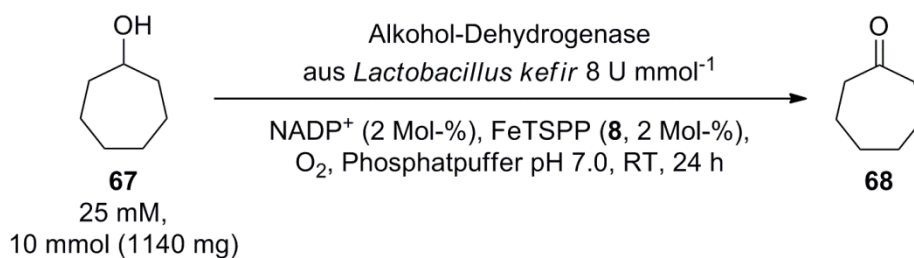 OH
Alkohol-Dehydrogenase
aus Lactobacillus kefir 8 U mmol⁻¹
O
NADP⁺ (2 Mol-%), FeTSPP (8, 2 Mol-%),
O₂, Phosphatpuffer pH 7.0, RT, 24 h
67
25 mM,
10 mmol (1140 mg)
68